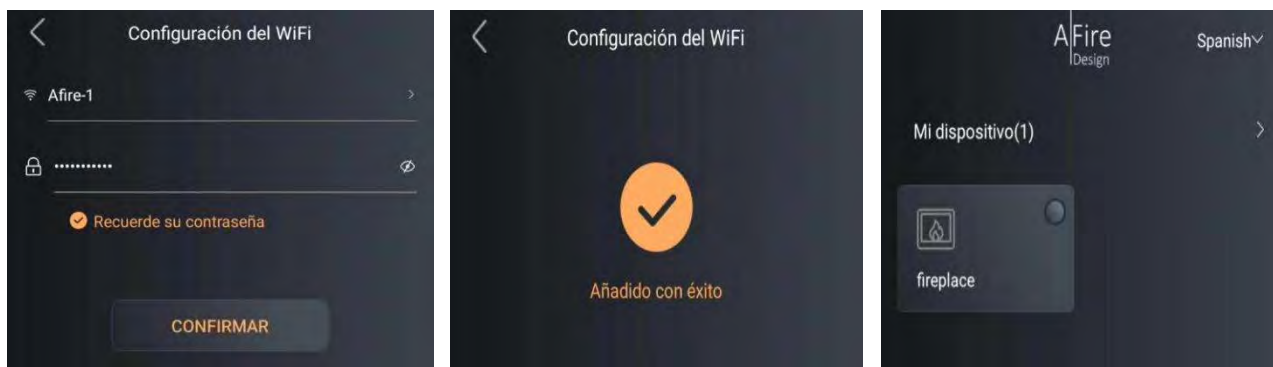 Configuración del WiFi
Afire-1
•••••••••••
Recuerde su contraseña
CONFIRMAR
Configuración del WiFi
Añadido con éxito
AFire
Design
Spanish
Mi dispositivo(1)
fireplace